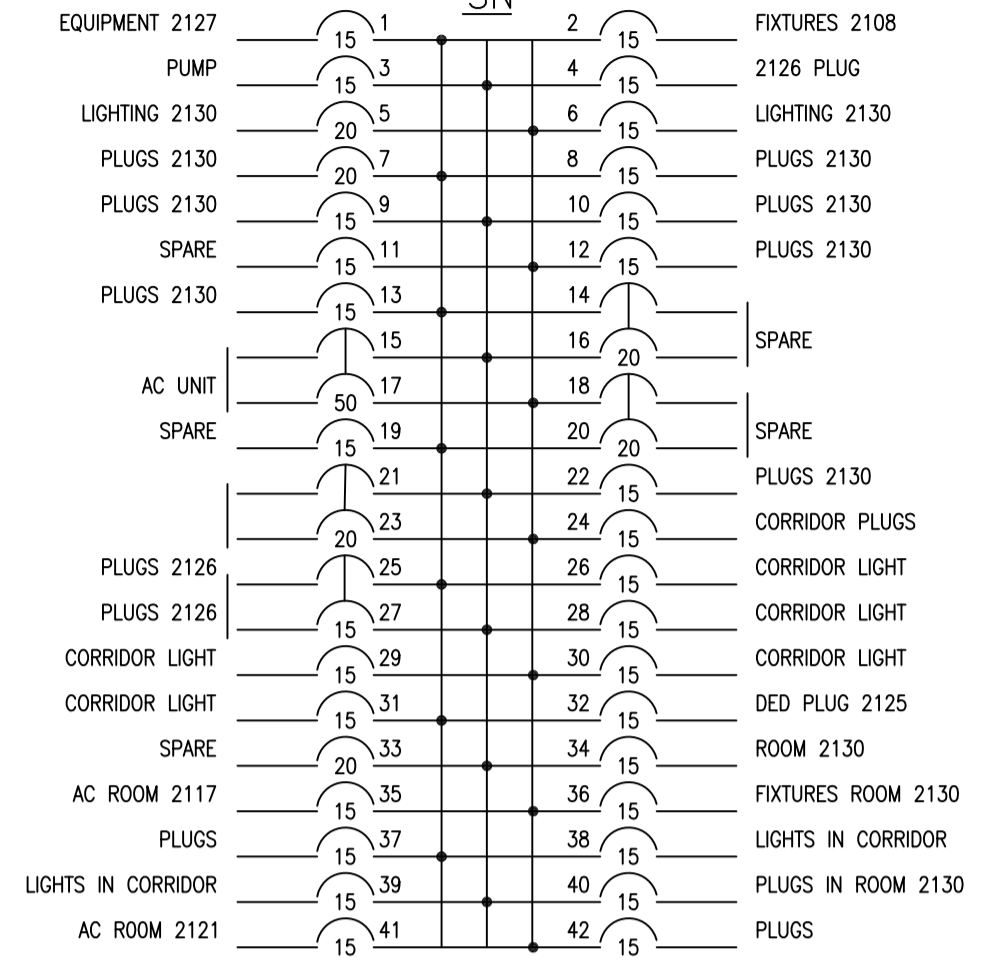 EQUIPMENT 2127 15 1 2 15 FIXTURES 2108
PUMP 15 3 4 15 2126 PLUG
LIGHTING 2130 20 5 6 15 LIGHTING 2130
PLUGS 2130 20 7 8 15 PLUGS 2130
PLUGS 2130 15 9 10 15 PLUGS 2130
SPARE 15 11 12 15 PLUGS 2130
PLUGS 2130 15 13 14
15 16 20 SPARE
AC UNIT 50 17 18
SPARE 15 19 20 20 SPARE
21 22 15 PLUGS 2130
20 23 24 15 CORRIDOR PLUGS
PLUGS 2126 25 26 15 CORRIDOR LIGHT
PLUGS 2126 15 27 28 15 CORRIDOR LIGHT
CORRIDOR LIGHT 15 29 30 15 CORRIDOR LIGHT
CORRIDOR LIGHT 15 31 32 15 DED PLUG 2125
SPARE 20 33 34 15 ROOM 2130
AC ROOM 2117 15 35 36 15 FIXTURES ROOM 2130
PLUGS 15 37 38 15 LIGHTS IN CORRIDOR
LIGHTS IN CORRIDOR 15 39 40 15 PLUGS IN ROOM 2130
AC ROOM 2121 15 41 42 15 PLUGS